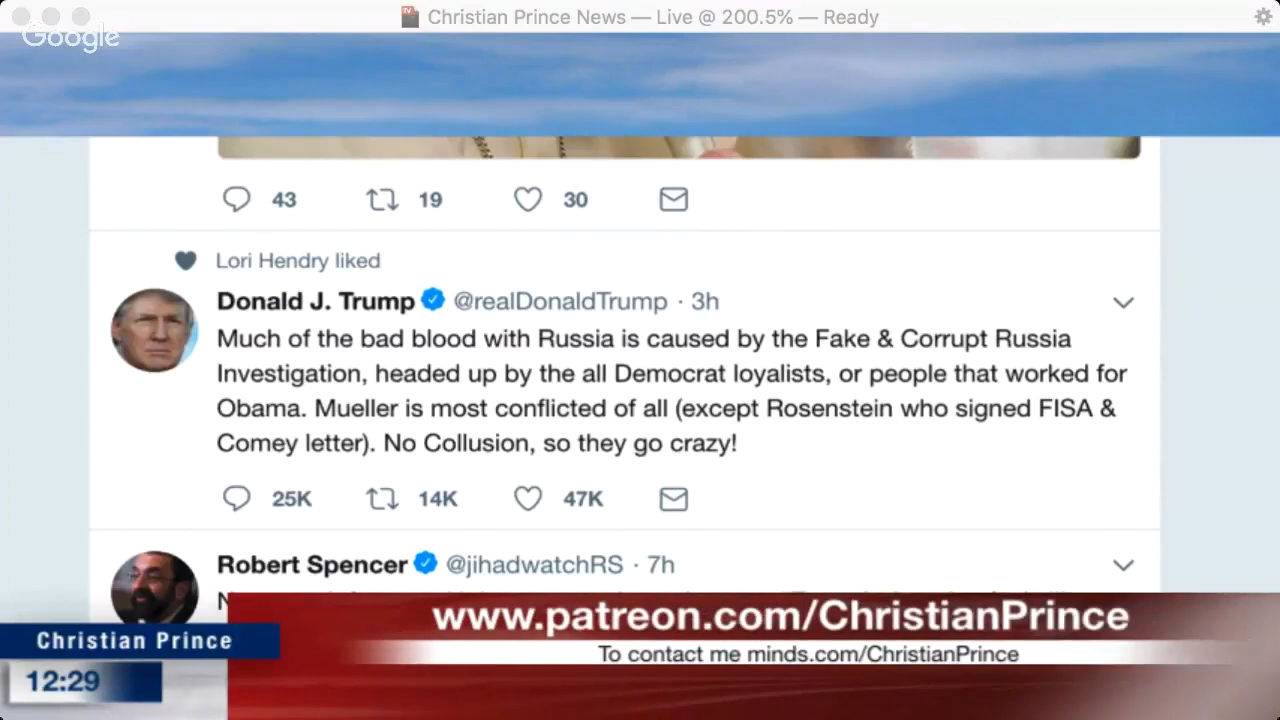 Christian Prince News — Live @ 200.5% — Ready
Google
43 19 30
Lori Hendry liked
Donald J. Trump @realDonaldTrump · 3h
Much of the bad blood with Russia is caused by the Fake & Corrupt Russia
Investigation, headed up by the all Democrat loyalists, or people that worked for
Obama. Mueller is most conflicted of all (except Rosenstein who signed FISA &
Comey letter). No Collusion, so they go crazy!
25K 14K 47K
Robert Spencer @jihadwatchRS · 7h
www.patreon.com/ChristianPrince
Christian Prince
To contact me minds.com/ChristianPrince
12:29